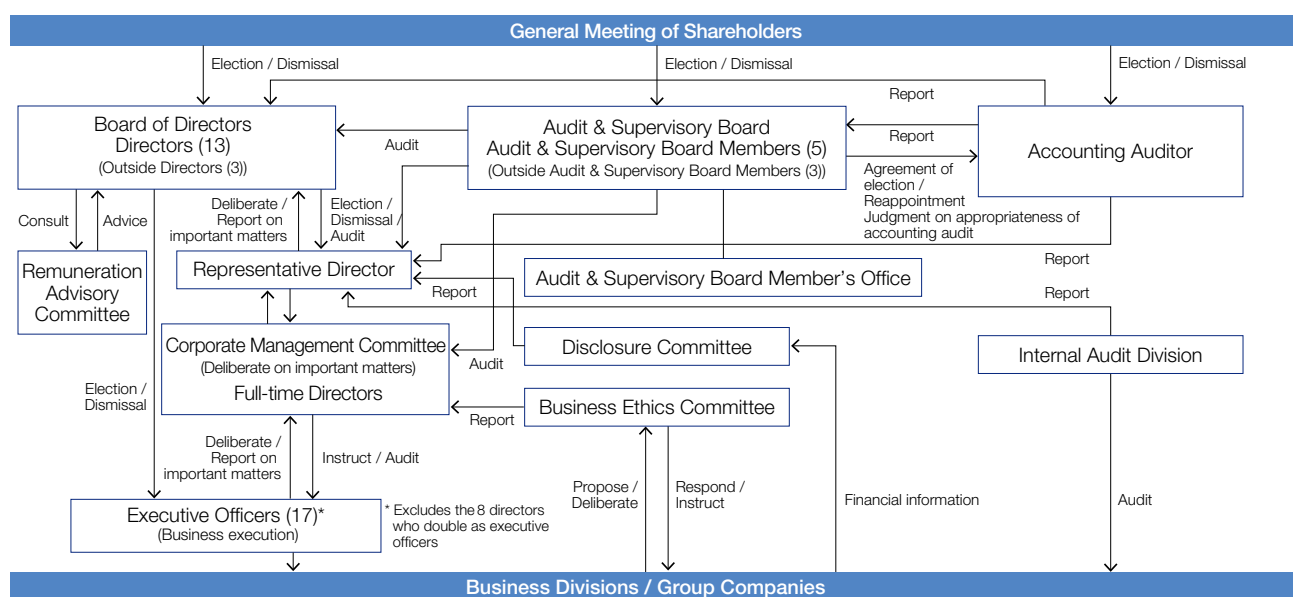 General Meeting of Shareholders
Election / Dismissal
Election / Dismissal
Election / Dismissal
Report
Board of Directors
Directors (13)
(Outside Directors (3))
Audit
Audit & Supervisory Board
Audit & Supervisory Board Members (5)
(Outside Audit & Supervisory Board Members (3))
Report
Accounting Auditor
Agreement of
election /
Reappointment
Judgment on appropriateness of
accounting audit
Consult
Advice
Deliberate /
Report on
important matters
Election /
Dismissal /
Audit
Remuneration
Advisory
Committee
Representative Director
Report
Audit & Supervisory Board Member's Office
Report
Report
Corporate Management Committee
(Deliberate on important matters)
Full-time Directors
Audit
Disclosure Committee
Internal Audit Division
Election /
Dismissal
Report
Business Ethics Committee
Deliberate /
Report on
important matters
Instruct / Audit
Propose /
Deliberate
Respond /
Instruct
Financial information
Audit
Executive Officers (17)*
(Business execution)
* Excludes the 8 directors
who double as executive
officers
Business Divisions / Group Companies